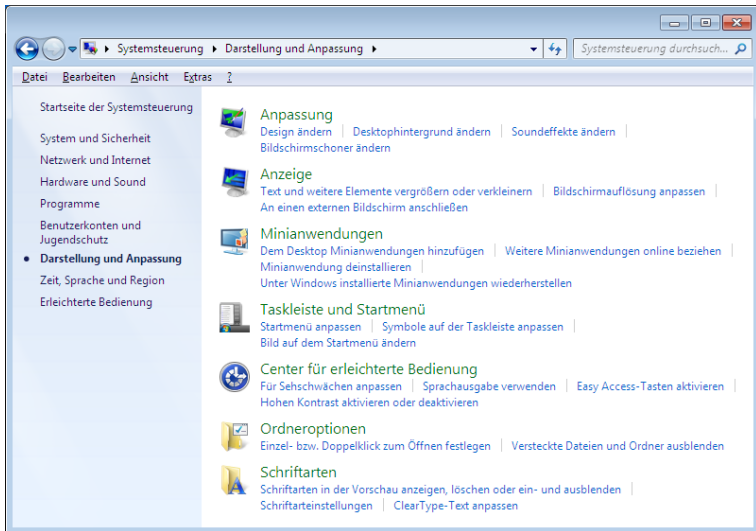 Systemsteuerung Darstellung und Anpassung
Systemsteuerung durchsuch...
Datei Bearbeiten Ansicht Extras ?
Startseite der Systemsteuerung
System und Sicherheit
Netzwerk und Internet
Hardware und Sound
Programme
Benutzerkonten und
Jugendschutz
Darstellung und Anpassung
Zeit, Sprache und Region
Erleichterte Bedienung
Anpassung
Design ändern Desktophintergrund ändern Soundeffekte ändern
Bildschirmschoner ändern
Anzeige
Text und weitere Elemente vergrößern oder verkleinern Bildschirmauflösung anpassen
An einen externen Bildschirm anschließen
Minianwendungen
Dem Desktop Minianwendungen hinzufügen Weitere Minianwendungen online beziehen
Minianwendung deinstallieren
Unter Windows installierte Minianwendungen wiederherstellen
Taskleiste und Startmenü
Startmenü anpassen Symbole auf der Taskleiste anpassen
Bild auf dem Startmenü ändern
Center für erleichterte Bedienung
Für Sehschwächen anpassen Sprachausgabe verwenden Easy Access-Tasten aktivieren
Hohen Kontrast aktivieren oder deaktivieren
Ordneroptionen
Einzel- bzw. Doppelklick zum Öffnen festlegen Versteckte Dateien und Ordner ausblenden
Schriftarten
Schriftarten in der Vorschau anzeigen, löschen oder ein- und ausblenden
Schriftarteinstellungen ClearType-Text anpassen